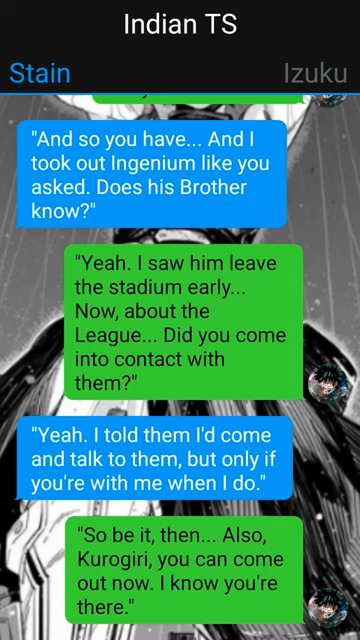 Indian TS
Stain Izuku
"And so you have... And I
took out Ingenium like you
asked. Does his Brother
know?"
"Yeah. I saw him leave
the stadium early...
Now, about the
League... Did you come
into contact with
them?"
"Yeah. I told them I'd come
and talk to them, but only if
you're with me when I do."
"So be it, then... Also,
Kurogiri, you can come
out now. I know you're
there."